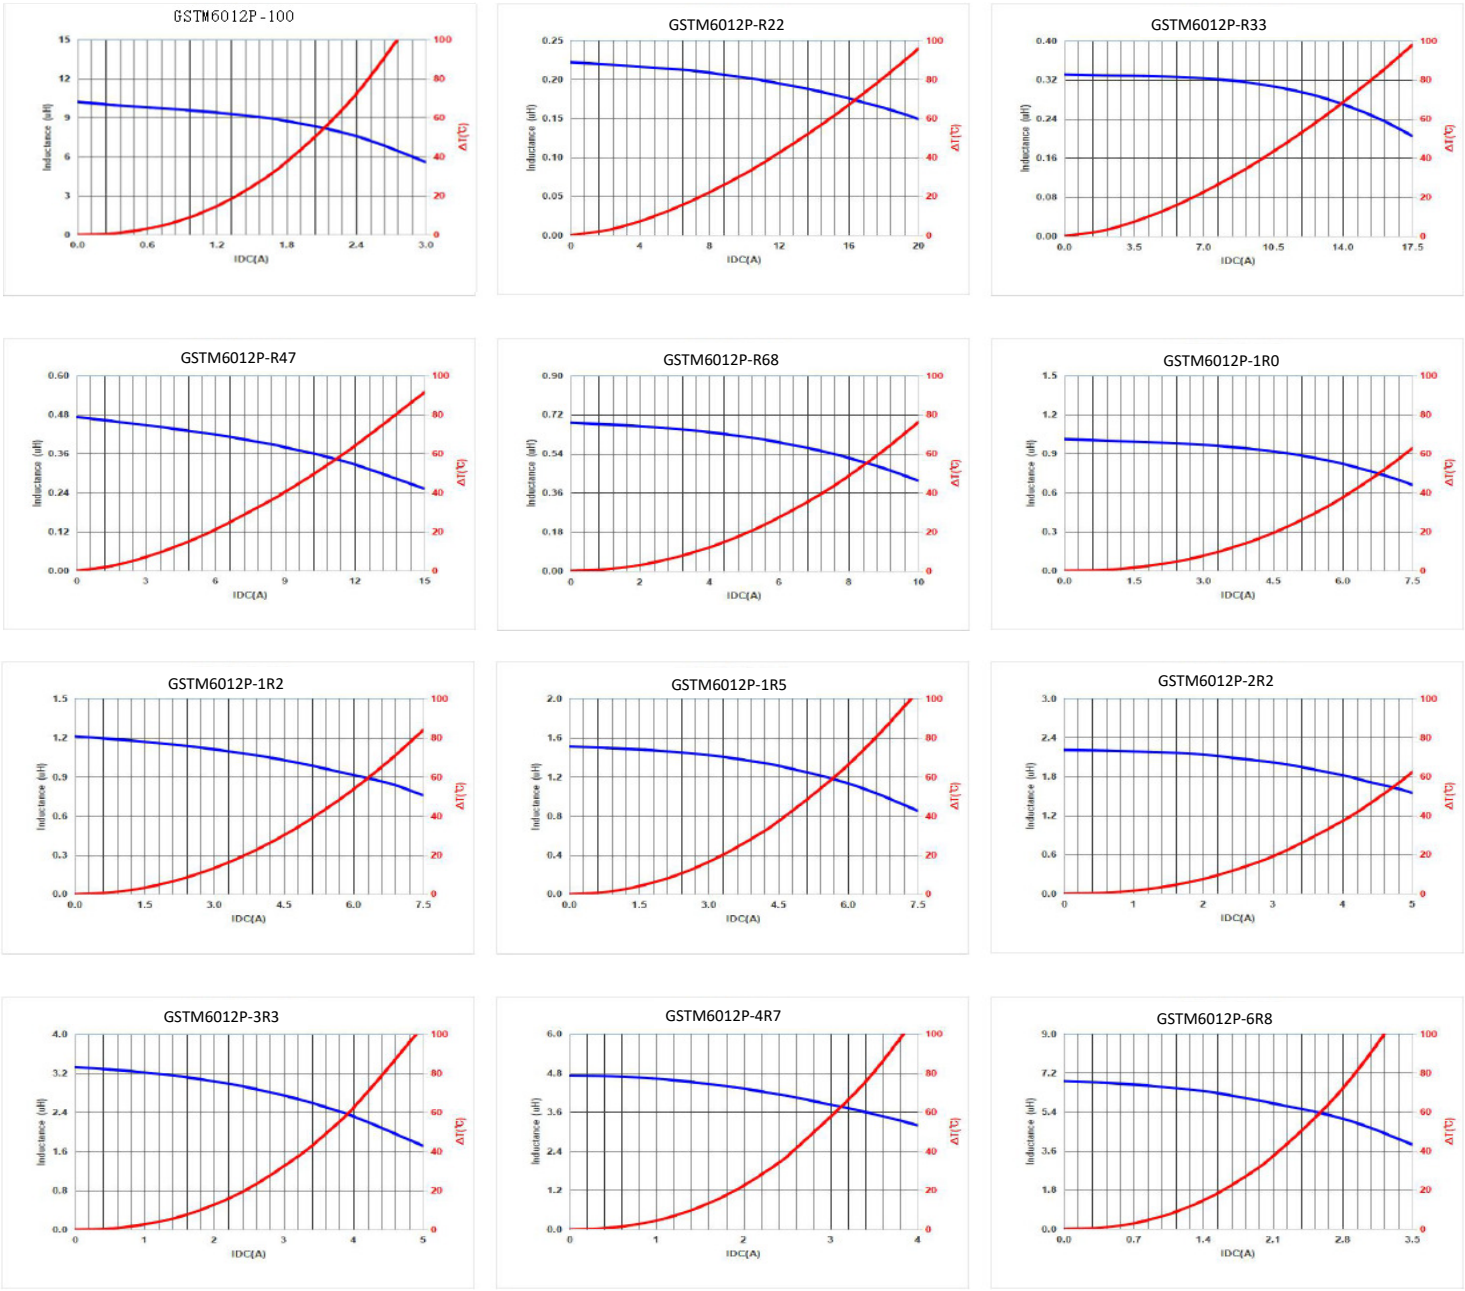 GSTM6012P-100
15
12
9
6
3
0
Inductance (uH)
100
80
60
40
20
0
ΔT(℃)
0.0 0.6 1.2 1.8 2.4 3.0
IDC(A)
GSTM6012P-R22
0.25
0.20
0.15
0.10
0.05
0.00
Inductance (uH)
100
80
60
40
20
0
ΔT(℃)
0 4 8 12 16 20
IDC(A)
GSTM6012P-R33
0.40
0.32
0.24
0.16
0.08
0.00
Inductance (uH)
100
80
60
40
20
0
ΔT(℃)
0.0 3.5 7.0 10.5 14.0 17.5
IDC(A)
GSTM6012P-R47
0.60
0.48
0.36
0.24
0.12
0.00
Inductance (uH)
100
80
60
40
20
0
ΔT(℃)
0 3 6 9 12 15
IDC(A)
GSTM6012P-R68
0.90
0.72
0.54
0.36
0.18
0.00
Inductance (uH)
100
80
60
40
20
0
ΔT(℃)
0 2 4 6 8 10
IDC(A)
GSTM6012P-1R0
1.5
1.2
0.9
0.6
0.3
0.0
Inductance (uH)
100
80
60
40
20
0
ΔT(℃)
0.0 1.5 3.0 4.5 6.0 7.5
IDC(A)
GSTM6012P-1R2
1.5
1.2
0.9
0.6
0.3
0.0
Inductance (uH)
100
80
60
40
20
0
ΔT(℃)
0.0 1.5 3.0 4.5 6.0 7.5
IDC(A)
GSTM6012P-1R5
2.0
1.6
1.2
0.8
0.4
0.0
Inductance (uH)
100
80
60
40
20
0
ΔT(℃)
0.0 1.5 3.0 4.5 6.0 7.5
IDC(A)
GSTM6012P-2R2
3.0
2.4
1.8
1.2
0.6
0.0
Inductance (uH)
100
80
60
40
20
0
ΔT(℃)
0 1 2 3 4 5
IDC(A)
GSTM6012P-3R3
4.0
3.2
2.4
1.6
0.8
0.0
Inductance (uH)
100
80
60
40
20
0
ΔT(℃)
0 1 2 3 4 5
IDC(A)
GSTM6012P-4R7
6.0
4.8
3.6
2.4
1.2
0.0
Inductance (uH)
100
80
60
40
20
0
ΔT(℃)
0 1 2 3 4
IDC(A)
GSTM6012P-6R8
9.0
7.2
5.4
3.6
1.8
0.0
Inductance (uH)
100
80
60
40
20
0
ΔT(℃)
0.0 0.7 1.4 2.1 2.8 3.5
IDC(A)